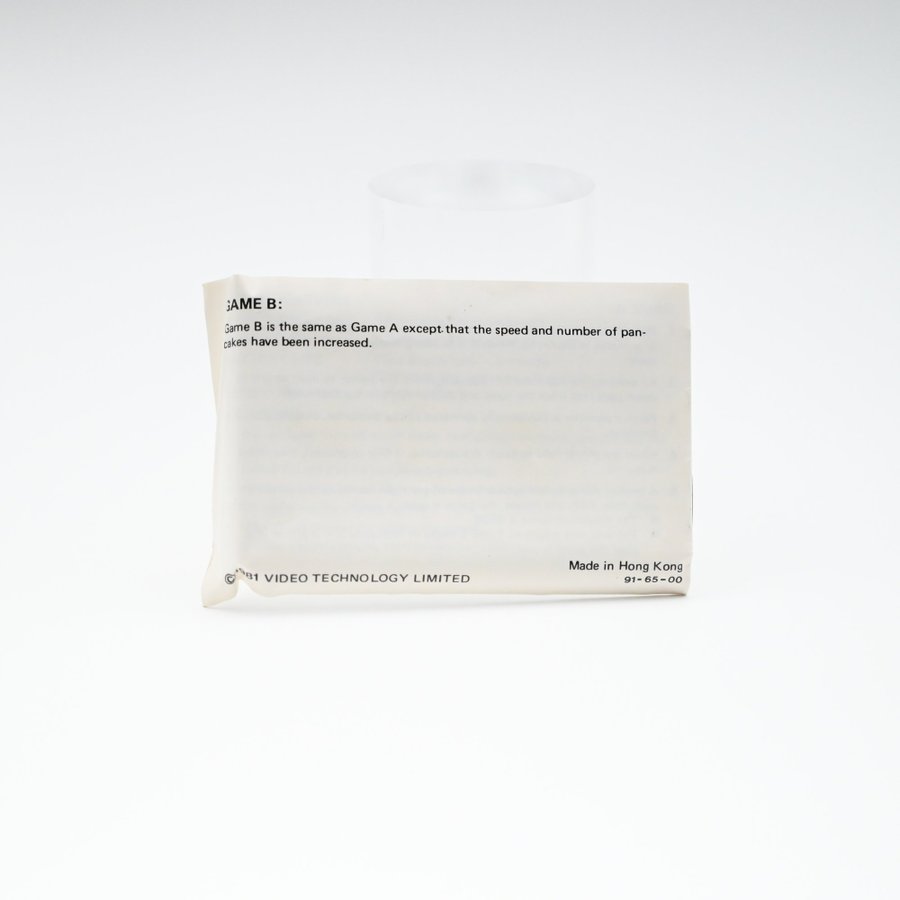 GAME B:
Game B is the same as Game A except that the speed and number of pan-
cakes have been increased.
© 1981 VIDEO TECHNOLOGY LIMITED
Made in Hong Kong
91-65-00